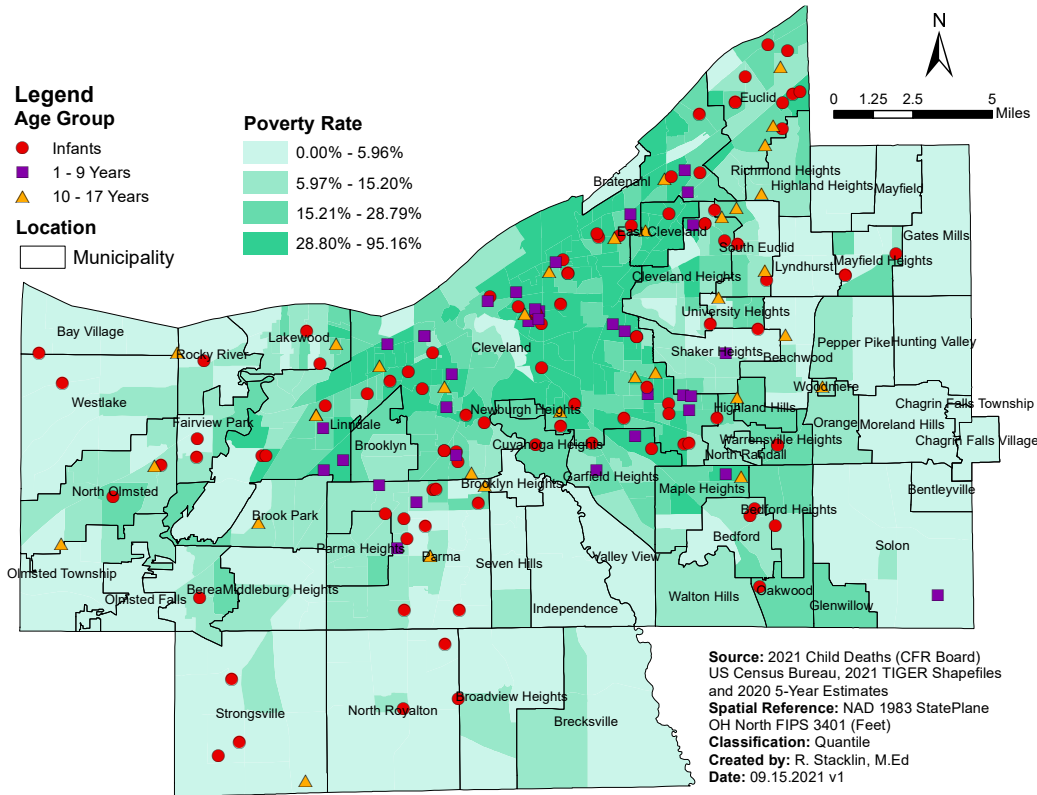 N
0 1.25 2.5 5
Miles
Legend
Age Group
Infants
1 - 9 Years
10 - 17 Years
Location
Municipality
Poverty Rate
0.00% - 5.96%
5.97% - 15.20%
15.21% - 28.79%
28.80% - 95.16%
Euclid
Richmond Heights
Bratenahl
Highland Heights
Mayfield
East Cleveland
Gates Mills
South Euclid
Mayfield Heights
Lyndhurst
Cleveland Heights
University Heights
Bay Village
Lakewood
Rocky River
Cleveland
Shaker Heights
Beachwood
Pepper Pike
Hunting Valley
Woodmere
Westlake
Fairview Park
Linndale
Newburgh Heights
Highland Hills
Chagrin Falls Township
Orange
Moreland Hills
Brooklyn
Cuyahoga Heights
Warrensville Heights
Chagrin Falls Village
North Randall
Garfield Heights
North Olmsted
Brooklyn Heights
Maple Heights
Bentleyville
Brook Park
Bedford Heights
Bedford
Parma Heights
Parma
Seven Hills
Valley View
Solon
Olmsted Township
Olmsted Falls
Berea
Middleburg Heights
Independence
Walton Hills
Oakwood
Glenwillow
Strongsville
North Royalton
Broadview Heights
Brecksville
Source: 2021 Child Deaths (CFR Board)
US Census Bureau, 2021 TIGER Shapefiles
and 2020 5-Year Estimates
Spatial Reference: NAD 1983 StatePlane
OH North FIPS 3401 (Feet)
Classification: Quantile
Created by: R. Stacklin, M.Ed
Date: 09.15.2021 v1